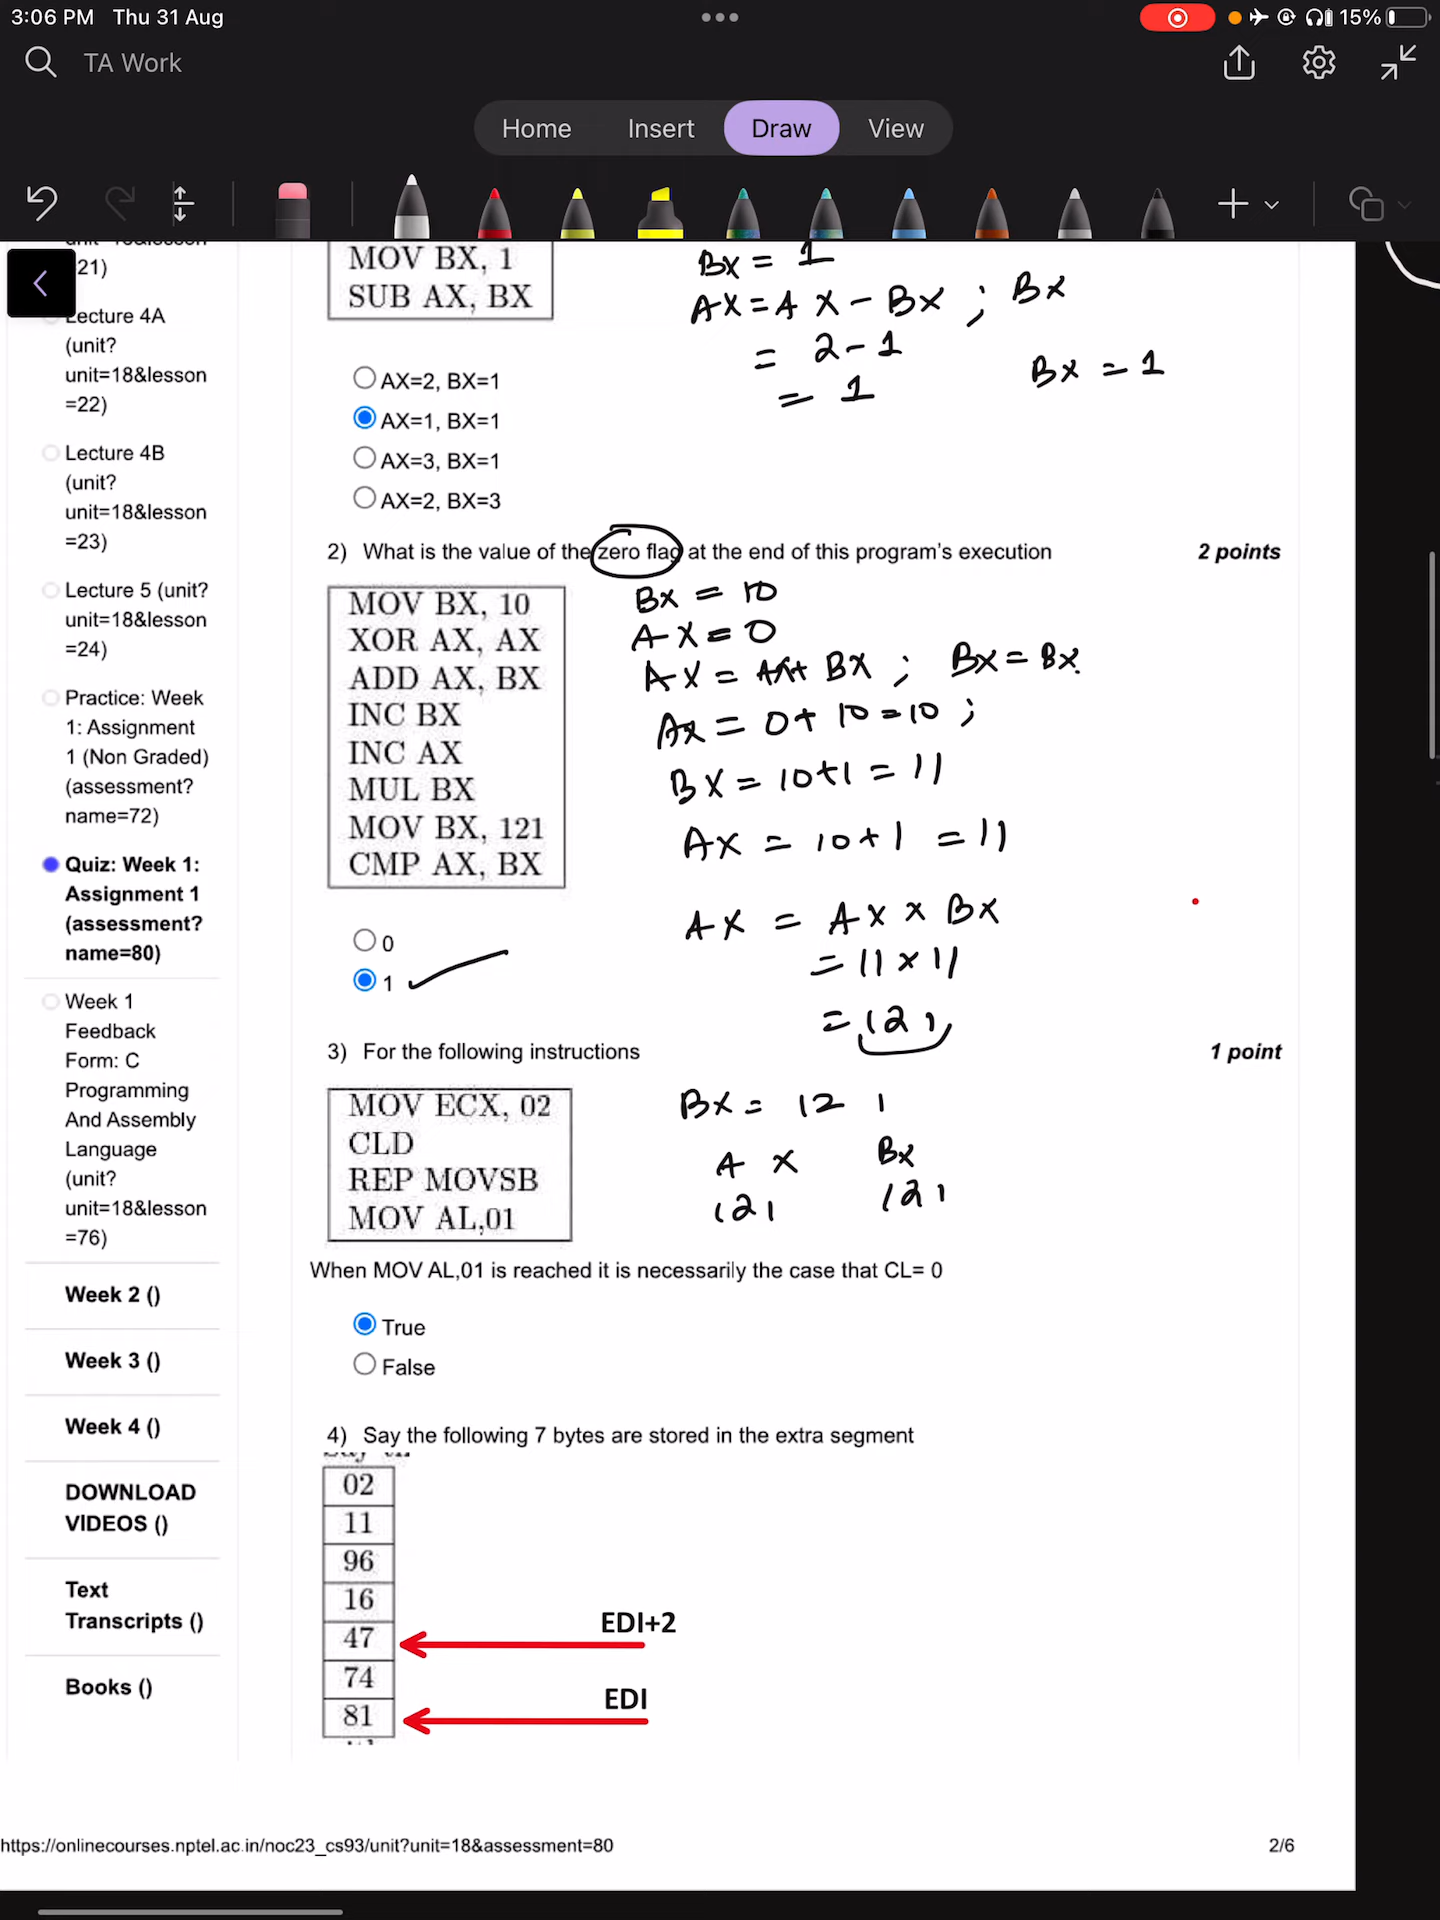 3:06 PM Thu 31 Aug
15%
TA Work
Home Insert Draw View
21)
Lecture 4A
(unit?
unit=18&lesson
=22)
Lecture 4B
(unit?
unit=18&lesson
=23)
Lecture 5 (unit?
unit=18&lesson
=24)
Practice: Week
1: Assignment
1 (Non Graded)
(assessment?
name=72)
Quiz: Week 1:
Assignment 1
(assessment?
name=80)
Week 1
Feedback
Form: C
Programming
And Assembly
Language
(unit?
unit=18&lesson
=76)
Week 2 ()
Week 3 ()
Week 4 ()
DOWNLOAD
VIDEOS ()
Text
Transcripts ()
Books ()
MOV BX, 1
SUB AX, BX
BX = 1
AX = AX - BX ; BX
= 2-1
= 1
BX = 1
AX=2, BX=1
AX=1, BX=1
AX=3, BX=1
AX=2, BX=3
2) What is the value of the zero flag at the end of this program's execution 2 points
MOV BX, 10
XOR AX, AX
ADD AX, BX
INC BX
INC AX
MUL BX
MOV BX, 121
CMP AX, BX
BX = 10
AX = 0
AX = AX+ BX ; BX = BX
AX = 0+ 10 = 10 ;
BX = 10+1 = 11
AX = 10+1 = 11
AX = AX x BX
= 11 x 11
= 121
0
1
3) For the following instructions 1 point
MOV ECX, 02
CLD
REP MOVSB
MOV AL,01
BX = 121
AX BX
121 121
When MOV AL,01 is reached it is necessarily the case that CL= 0
True
False
4) Say the following 7 bytes are stored in the extra segment
02
11
96
16
47
74
81
EDI+2
EDI
https://onlinecourses.nptel.ac.in/noc23_cs93/unit?unit=18&assessment=80 2/6